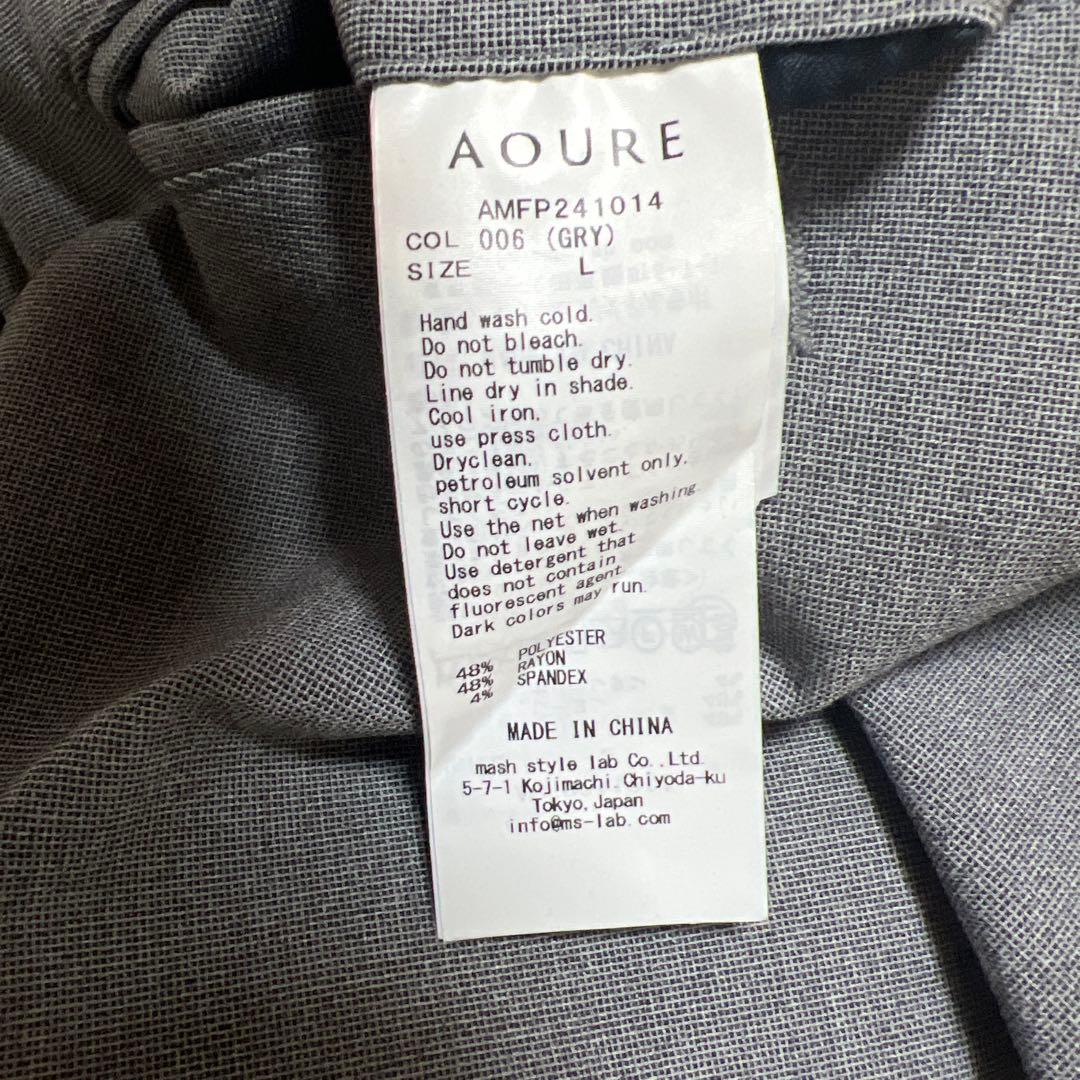 AOURE
AMFP241014
COL 006 (GRY)
SIZE L
Hand wash cold.
Do not bleach.
Do not tumble dry.
Line dry in shade.
Cool iron.
use press cloth.
Dryclean.
petroleum solvent only.
short cycle.
Use the net when washing.
Do not leave wet.
Use detergent that
does not contain
fluorescent agent
Dark colors may run.
48% POLYESTER
48% RAYON
4% SPANDEX
MADE IN CHINA
mash style lab Co.,Ltd.
5-7-1 Kojimachi.Chiyoda-ku
Tokyo,Japan
info@ms-lab.com